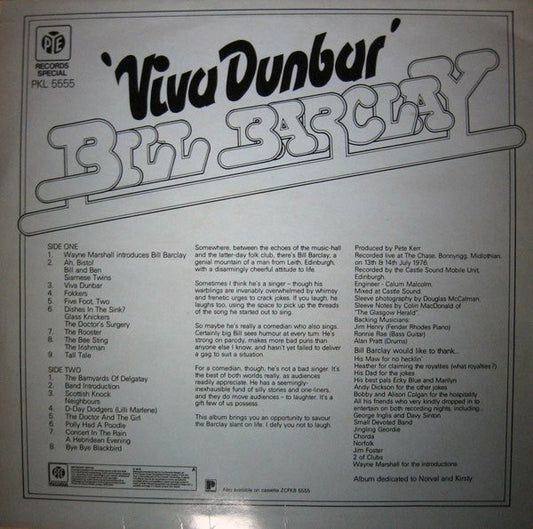 PYE
RECORDS
SPECIAL
PKL 5555
'Viva Dunbar'
BILL BARCLAY
SIDE ONE
1. Wayne Marshall introduces Bill Barclay
2. Ah, Bisto!
Bill and Ben
Siamese Twins
3. Viva Dunbar
4. Fokkers
5. Five Foot, Two
6. Dishes In The Sink?
Glass Knickers
The Doctor's Surgery
7. The Rooster
8. The Bee Sting
The Irishman
9. Tall Tale
SIDE TWO
1. The Barnyards Of Delgatay
2. Band Introduction
3. Scottish Knock
Neighbours
4. D-Day Dodgers (Lilli Marlene)
5. The Doctor And The Girl
6. Polly Had A Poodle
7. Concert In The Rain
A Hebridean Evening
8. Bye Bye Blackbird
Somewhere, between the echoes of the music-hall
and the latter-day folk club, there's Bill Barclay, a
genial mountain of a man from Leith, Edinburgh,
with a disarmingly cheerful attitude to life.
Sometimes I think he's a singer – though his
warblings are invariably overwhelmed by whimsy
and frenetic urges to crack jokes. If you laugh, he
laughs too, using the space to pick up the threads
of the song he started out to sing.
So maybe he's really a comedian who also sings.
Certainly big Bill sees humour at every turn. He's
strong on parody, makes more bad puns than
anyone else I know, and hasn't yet failed to deliver
a gag to suit a situation.
For a comedian, though, he's not a bad singer! It's
the best of both worlds really, as audiences
readily appreciate. He has a seemingly-
inexhaustible fund of silly stories and one-liners,
and they do move audiences – to laughter. It's a
gift few of us possess.
This album brings you an opportunity to savour
the Barclay slant on life. I defy you not to laugh.
Produced by Pete Kerr
Recorded live at The Chase, Bonnyrigg, Midlothian,
on 13th & 14th July 1976.
Recorded by the Castle Sound Mobile Unit,
Edinburgh.
Engineer - Calum Malcolm.
Mixed at Castle Sound.
Sleeve photography by Douglas McCalman.
Sleeve Notes by Colin MacDonald of
"The Glasgow Herald"
Backing Musicians:
Jim Henry (Fender Rhodes Piano)
Ronnie Rae (Bass Guitar)
Alan Pratt (Drums)
Bill Barclay would like to thank...
His Maw for no hecklin'
Heather for claiming the royalties (what royalties?)
His Dad for the jokes
His best pals Ecky Blue and Marilyn
Andy Dickson for the other jokes
Bobby and Alison Colgan for the hospitality
All his friends who very kindly dropped in to
entertain on both recording nights, including...
George Inglis and Davy Sinton
Small Devoted Band
Jingling Geordie
Chorda
Norfolk
Jim Foster
2 of Clubs
Wayne Marshall for the introductions
Album dedicated to Norval and Kirsty
PYE
Also available on cassette ZCPKB 5555